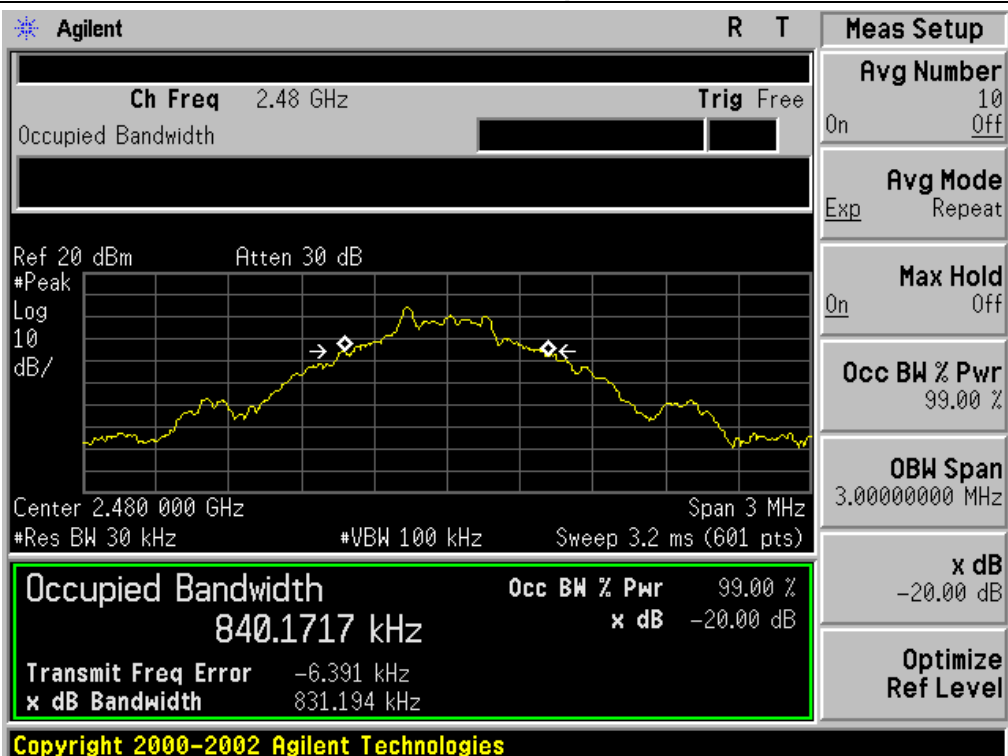 Agilent R T
Ch Freq 2.48 GHz Trig Free
Occupied Bandwidth
Ref 20 dBm Atten 30 dB
#Peak
Log
10
dB/
Center 2.480 000 GHz Span 3 MHz
#Res BW 30 kHz #VBW 100 kHz Sweep 3.2 ms (601 pts)
Occupied Bandwidth Occ BW % Pwr 99.00 %
840.1717 kHz x dB -20.00 dB
Transmit Freq Error -6.391 kHz
x dB Bandwidth 831.194 kHz
Copyright 2000-2002 Agilent Technologies
Meas Setup
Avg Number
10
On Off
Avg Mode
Exp Repeat
Max Hold
On Off
Occ BW % Pwr
99.00 %
OBW Span
3.00000000 MHz
x dB
-20.00 dB
Optimize
Ref Level